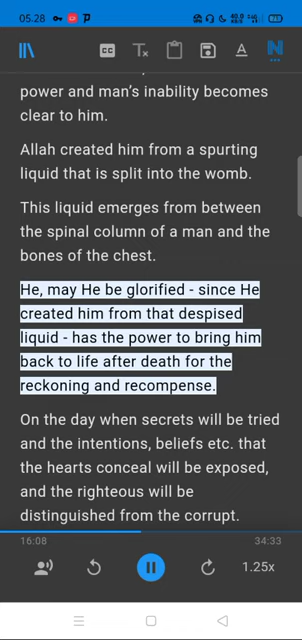 05.28
power and man's inability becomes
clear to him.
Allah created him from a spurting
liquid that is split into the womb.
This liquid emerges from between
the spinal column of a man and the
bones of the chest.
He, may He be glorified - since He
created him from that despised
liquid - has the power to bring him
back to life after death for the
reckoning and recompense.
On the day when secrets will be tried
and the intentions, beliefs etc. that
the hearts conceal will be exposed,
and the righteous will be
distinguished from the corrupt.
16:08
34:33
1.25x